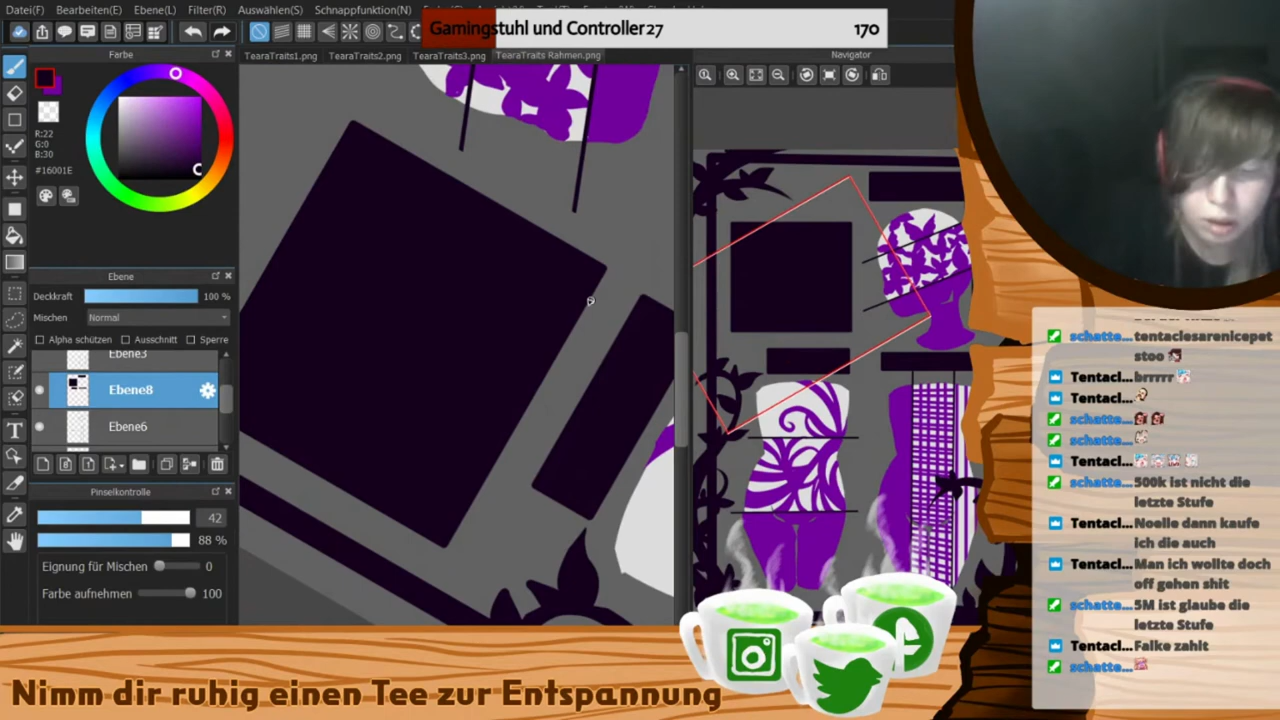 Datei(F) Bearbeiten(E) Ebene(L) Filter(R) Auswählen(S) Schnappfunktion(N)
Gamingstuhl und Controller27 170
TearaTraits1.png TearaTraits2.png TearaTraits3.png TearaTraits Rahmen.png
Farbe
Navigator
R:22
G:0
B:30
#16001E
Ebene
Deckkraft 100 %
Mischen Normal
Alpha schützen Ausschnitt Sperre
Ebene3
Ebene8
Ebene6
Pinselkontrolle
42
88 %
Eignung für Mischen 0
Farbe aufnehmen 100
schatte... tentaclesarenicepet
stoo
Tentacl... brrrrr
Tentacl...
schatte...
schatte...
Tentacl...
schatte... 500k ist nicht die
letzte Stufe
Tentacl... Noelle dann kaufe
ich die auch
Tentacl... Man ich wollte doch
off gehen shit
schatte... 5M ist glaube die
letzte Stufe
Tentacl... Falke zahlt
schatte...
Nimm dir ruhig einen Tee zur Entspannung